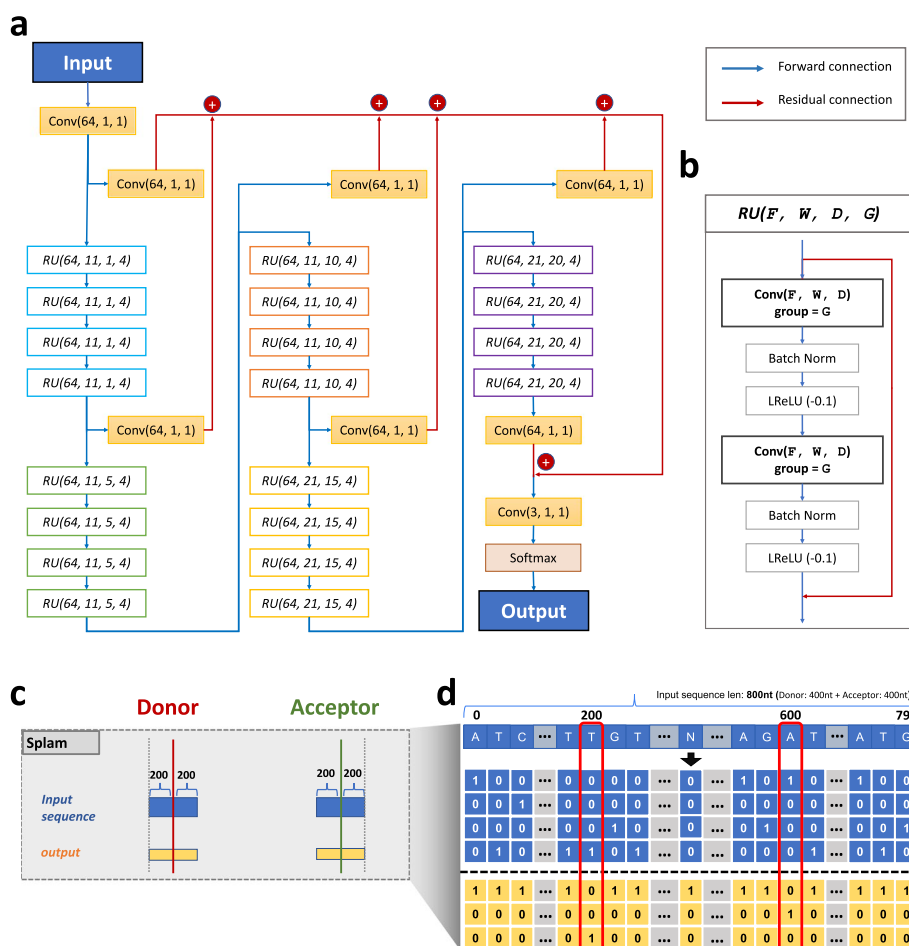 a
Input
Forward connection
Residual connection
Conv(64, 1, 1)
+ + + +
Conv(64, 1, 1) Conv(64, 1, 1) Conv(64, 1, 1)
RU(64, 11, 1, 4) RU(64, 11, 10, 4) RU(64, 21, 20, 4)
RU(64, 11, 1, 4) RU(64, 11, 10, 4) RU(64, 21, 20, 4)
RU(64, 11, 1, 4) RU(64, 11, 10, 4) RU(64, 21, 20, 4)
RU(64, 11, 1, 4) RU(64, 11, 10, 4) RU(64, 21, 20, 4)
Conv(64, 1, 1) Conv(64, 1, 1) Conv(64, 1, 1)
+
RU(64, 11, 5, 4) RU(64, 21, 15, 4) Conv(3, 1, 1)
RU(64, 11, 5, 4) RU(64, 21, 15, 4)
RU(64, 11, 5, 4) RU(64, 21, 15, 4) Softmax
RU(64, 11, 5, 4) RU(64, 21, 15, 4) Output
b
RU(F, W, D, G)
Conv(F, W, D)
group = G
Batch Norm
LReLU (-0.1)
Conv(F, W, D)
group = G
Batch Norm
LReLU (-0.1)
c
Donor Acceptor
Splam
200 200 200 200
Input
sequence
output
d
Input sequence len: 800nt (Donor: 400nt + Acceptor: 400nt)
0 200 600 79
A T C ... T T G T ... N ... A G A T ... A T G
1 0 0 ... 0 0 0 0 ... 0 ... 1 0 1 0 ... 1 0 0
0 0 1 ... 0 0 0 0 ... 0 ... 0 0 0 0 ... 0 0 0
0 0 0 ... 0 0 1 0 ... 0 ... 0 1 0 0 ... 0 0 1
0 1 0 ... 1 1 0 1 ... 0 ... 0 0 0 1 ... 0 1 0
1 1 1 ... 1 0 1 1 ... 1 ... 1 1 0 1 ... 1 1 1
0 0 0 ... 0 0 0 0 ... 0 ... 0 0 1 0 ... 0 0 0
0 0 0 ... 0 1 0 0 ... 0 ... 0 0 0 0 ... 0 0 0